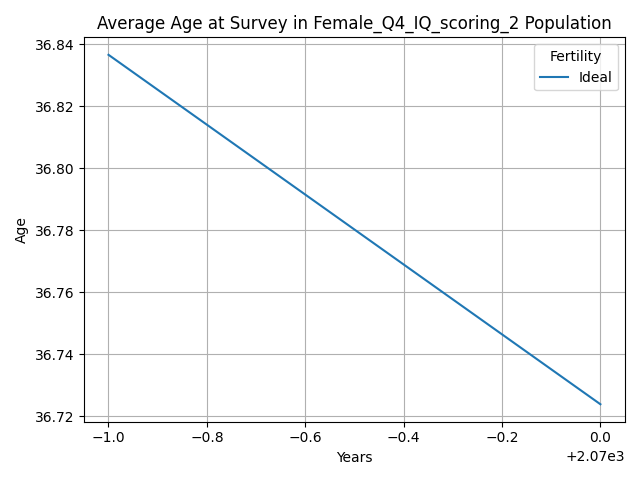 Average Age at Survey in Female_Q4_IQ_scoring_2 Population
Fertility
Ideal
36.84
36.82
36.80
36.78
36.76
36.74
36.72
Age
−1.0 −0.8 −0.6 −0.4 −0.2 0.0
+2.07e3
Years